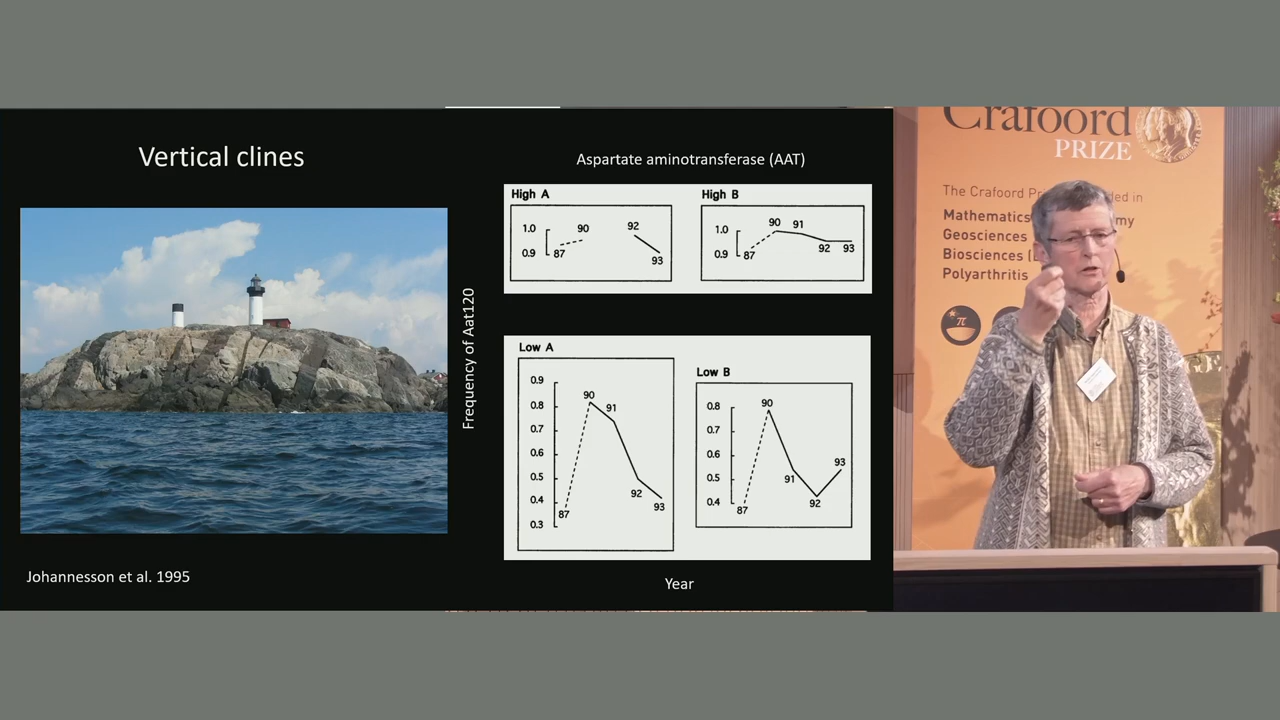 Vertical clines
Johannesson et al. 1995
Aspartate aminotransferase (AAT)
Frequency of Aat120
High A
1.0
0.9
87
90
92
93
High B
1.0
0.9
87
90
91
92
93
Low A
0.9
0.8
0.7
0.6
0.5
0.4
0.3
87
90
91
92
93
Low B
0.8
0.7
0.6
0.5
0.4
87
90
91
92
93
Year
Crafoord
PRIZE
The Crafoord
in
Mathematics
Geosciences
Biosciences
Polyarthritis
π